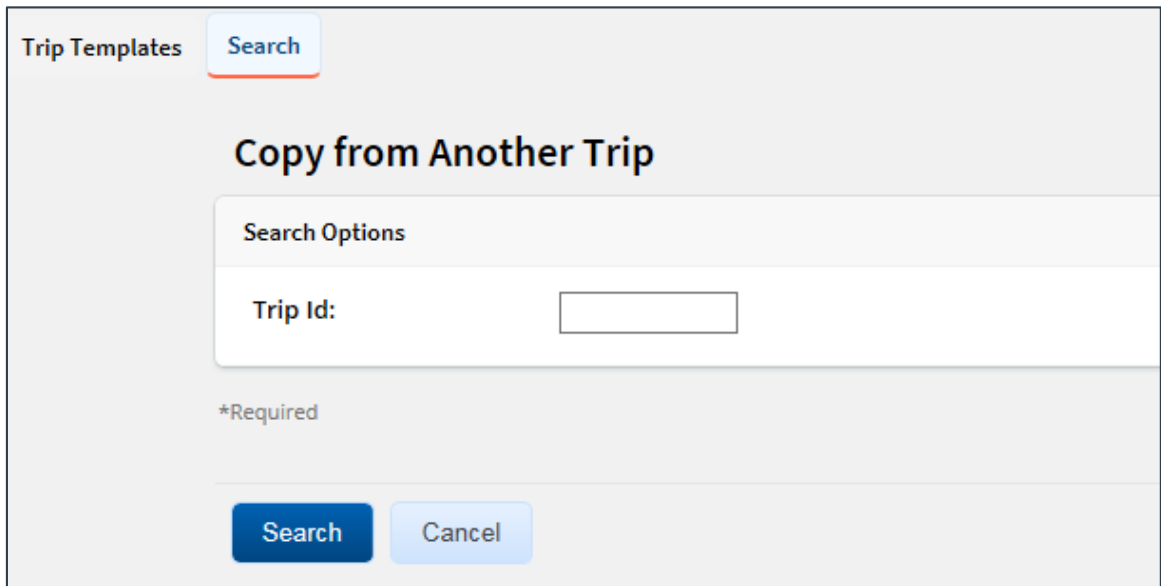 Trip Templates Search
Copy from Another Trip
Search Options
Trip Id:
*Required
Search Cancel